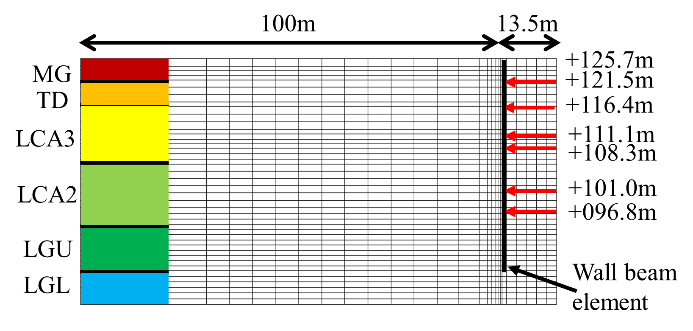 100m
13.5m
MG
TD
LCA3
LCA2
LGU
LGL
+125.7m
+121.5m
+116.4m
+111.1m
+108.3m
+101.0m
+096.8m
Wall beam
element